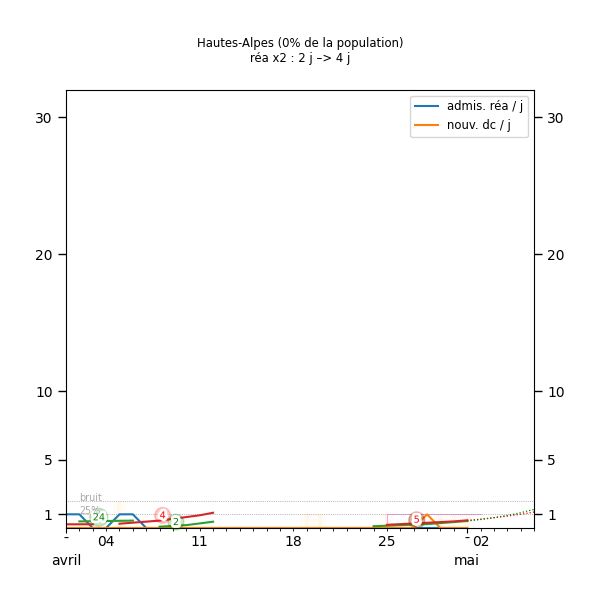 Hautes-Alpes (0% de la population)
réa x2 : 2 j –> 4 j
admis. réa / j
nouv. dc / j
30 30
20 20
10 10
5 5
bruit
25%
1 24 4 2 5 1
- 04 11 18 25 - 02
avril mai